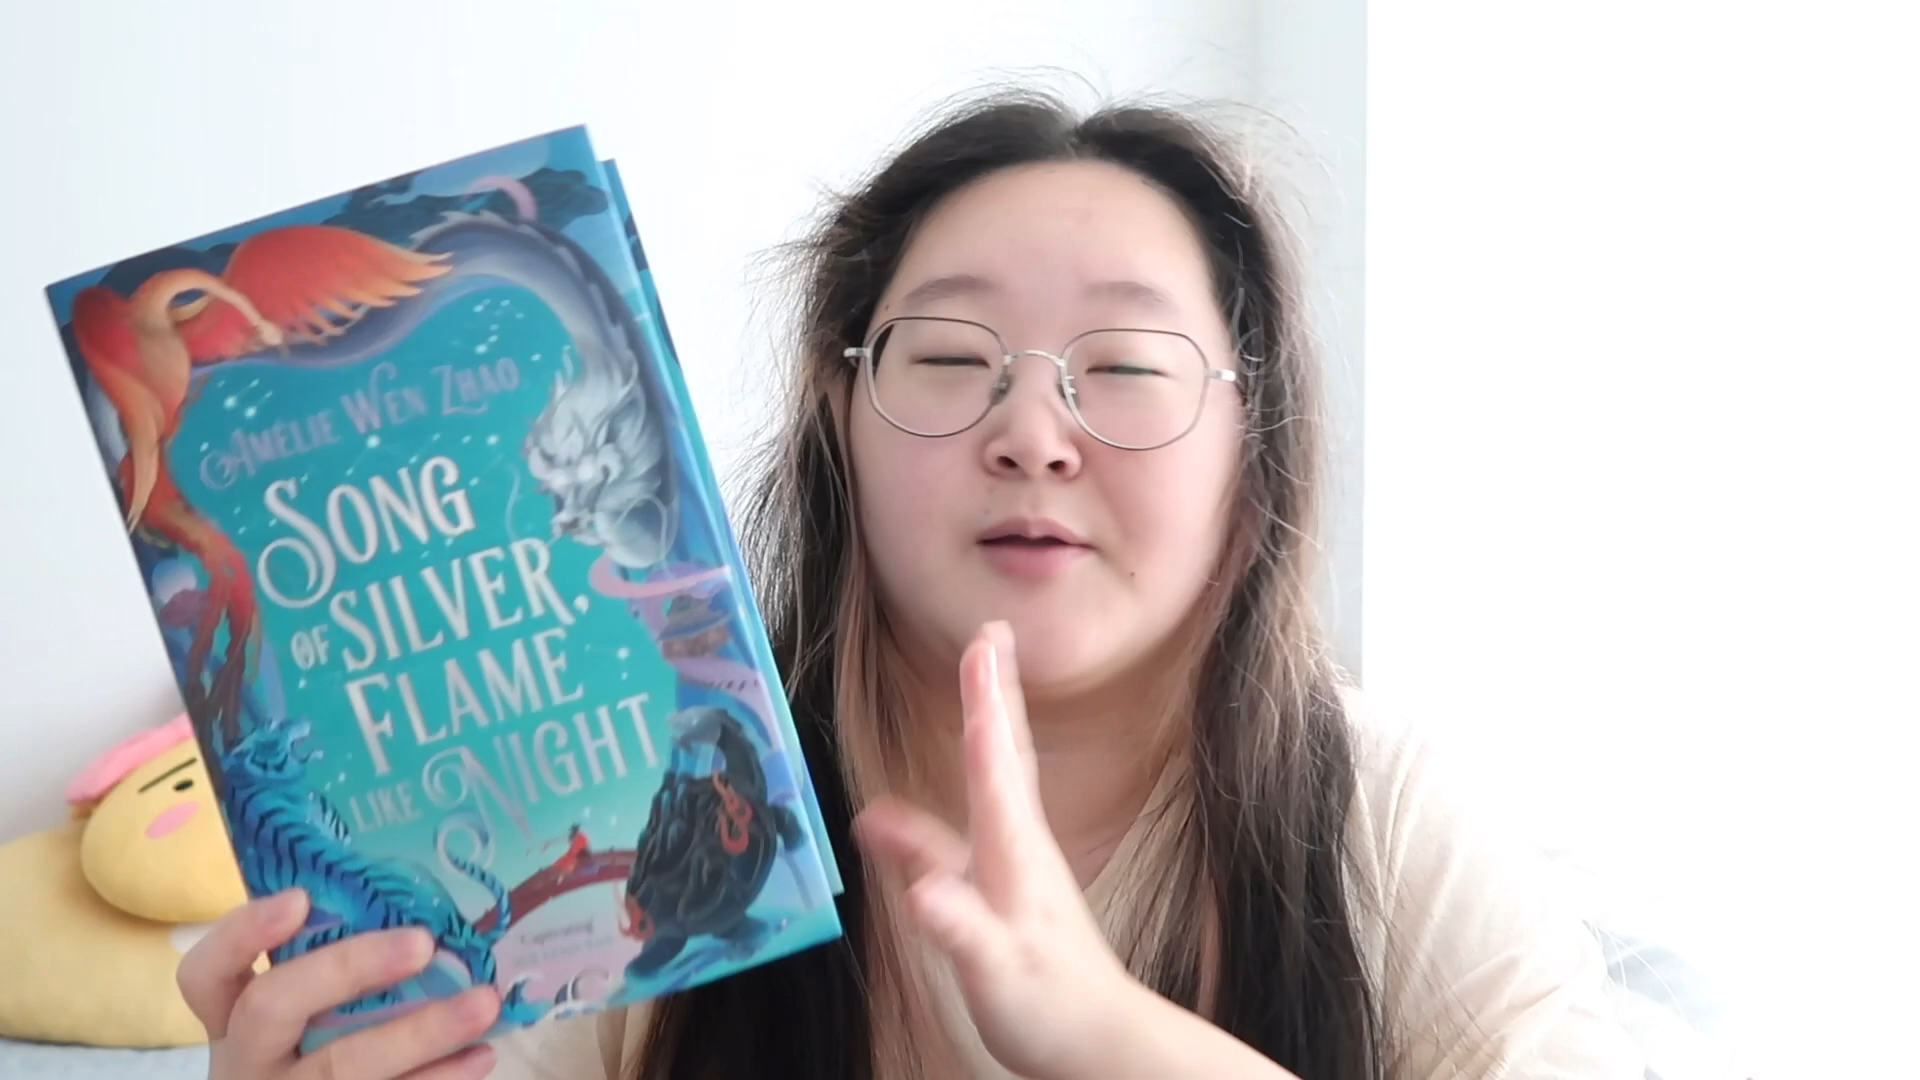 AMÉLIE WEN ZHAO
SONG
OF SILVER,
FLAME
LIKE NIGHT